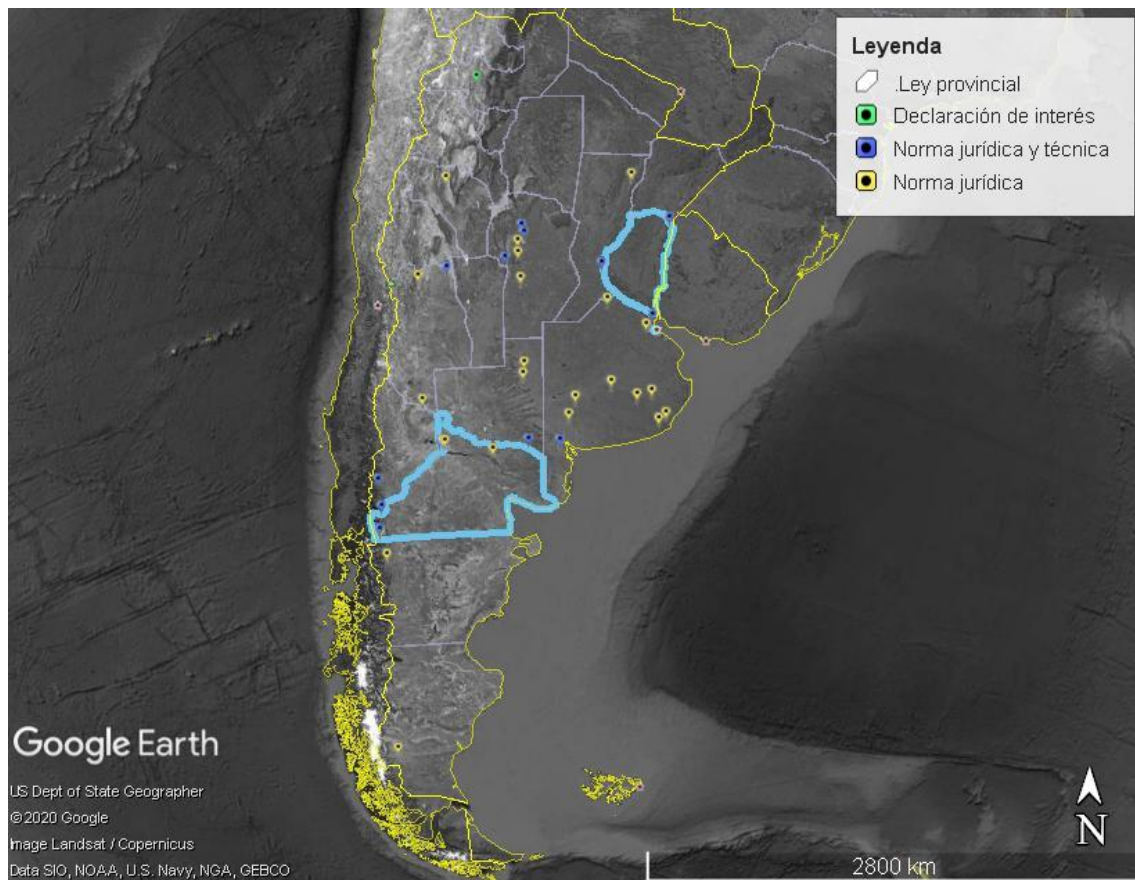 Leyenda
.Ley provincial
Declaración de interés
Norma jurídica y técnica
Norma jurídica
Google Earth
US Dept of State Geographer
©2020 Google
Image Landsat / Copernicus
Data SIO, NOAA, U.S. Navy, NGA, GEBCO
N
2800 km